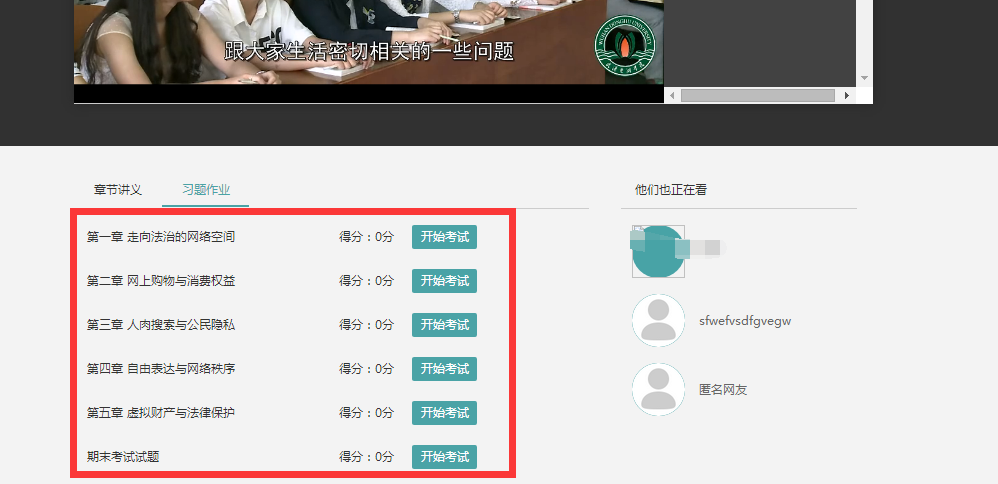 跟大家生活密切相关的一些问题
WUHAN DONGHU UNIVERSITY
章节讲义 习题作业
他们也正在看
第一章 走向法治的网络空间 得分：0分 开始考试
第二章 网上购物与消费权益 得分：0分 开始考试
第三章 人肉搜索与公民隐私 得分：0分 开始考试
sfwefvsdfgvegw
第四章 自由表达与网络秩序 得分：0分 开始考试
匿名网友
第五章 虚拟财产与法律保护 得分：0分 开始考试
期末考试试题 得分：0分 开始考试